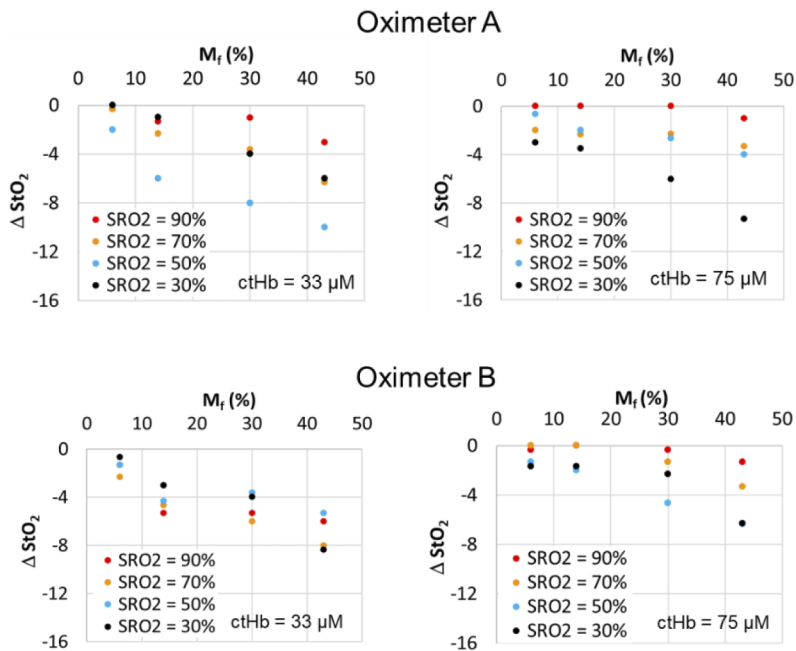 Oximeter A
Mf (%)
0 10 20 30 40 50
0
-4
-8
-12
-16
Δ StO2
SRO2 = 90%
SRO2 = 70%
SRO2 = 50%
SRO2 = 30%
ctHb = 33 µM
Mf (%)
0 10 20 30 40 50
0
-4
-8
-12
-16
Δ StO2
SRO2 = 90%
SRO2 = 70%
SRO2 = 50%
SRO2 = 30%
ctHb = 75 µM
Oximeter B
Mf (%)
0 10 20 30 40 50
0
-4
-8
-12
-16
Δ StO2
SRO2 = 90%
SRO2 = 70%
SRO2 = 50%
SRO2 = 30%
ctHb = 33 µM
Mf (%)
0 10 20 30 40 50
0
-4
-8
-12
-16
Δ StO2
SRO2 = 90%
SRO2 = 70%
SRO2 = 50%
SRO2 = 30%
ctHb = 75 µM